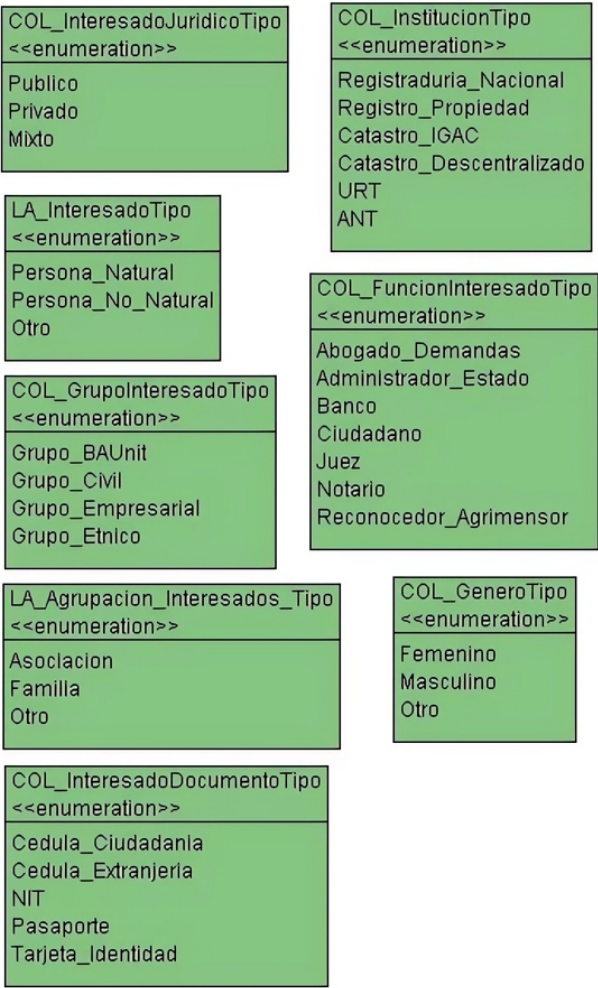 COL_InteresadoJuridicoTipo
<<enumeration>>
Publico
Privado
Mixto
COL_InstitucionTipo
<<enumeration>>
Registraduria_Nacional
Registro_Propiedad
Catastro_IGAC
Catastro_Descentralizado
URT
ANT
LA_InteresadoTipo
<<enumeration>>
Persona_Natural
Persona_No_Natural
Otro
COL_FuncionInteresadoTipo
<<enumeration>>
Abogado_Demandas
Administrador_Estado
Banco
Ciudadano
Juez
Notario
Reconocedor_Agrimensor
COL_GrupoInteresadoTipo
<<enumeration>>
Grupo_BAUnit
Grupo_Civil
Grupo_Empresarial
Grupo_Etnico
LA_Agrupacion_Interesados_Tipo
<<enumeration>>
Asociacion
Familia
Otro
COL_GeneroTipo
<<enumeration>>
Femenino
Masculino
Otro
COL_InteresadoDocumentoTipo
<<enumeration>>
Cedula_Ciudadania
Cedula_Extranjeria
NIT
Pasaporte
Tarjeta_Identidad